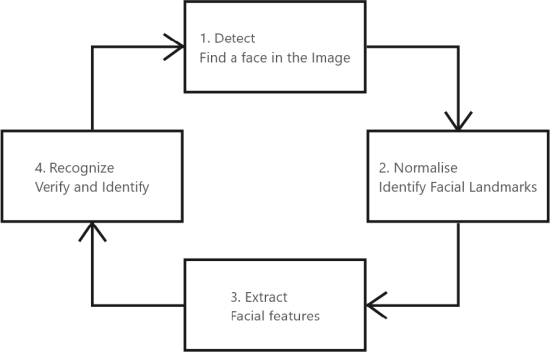 1. Detect
Find a face in the Image
2. Normalise
Identify Facial Landmarks
3. Extract
Facial features
4. Recognize
Verify and Identify